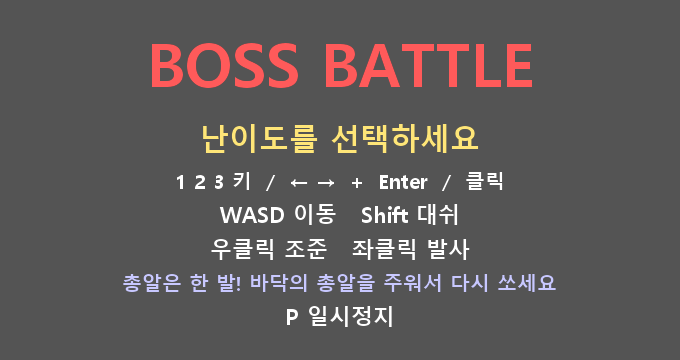 BOSS BATTLE
난이도를 선택하세요
1 2 3 키 / ← → + Enter / 클릭
WASD 이동 Shift 대쉬
우클릭 조준 좌클릭 발사
총알은 한 발! 바닥의 총알을 주워서 다시 쏘세요
P 일시정지